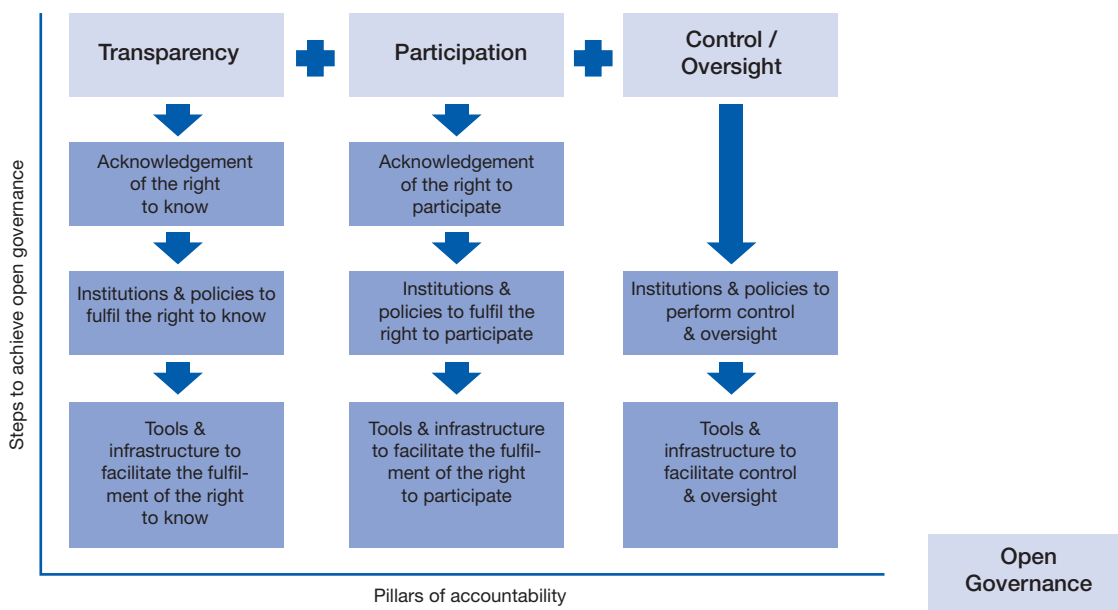 Steps to achieve open governance
Transparency
Participation
Control /
Oversight
Acknowledgement
of the right
to know
Acknowledgement
of the right to
participate
Institutions & policies to
fulfil the right to know
Institutions &
policies to fulfil the
right to participate
Institutions & policies to
perform control
& oversight
Tools &
infrastructure to
facilitate the fulfil-
ment of the right
to know
Tools & infrastructure
to facilitate the fulfil-
ment of the right
to participate
Tools &
infrastructure to
facilitate control
& oversight
Pillars of accountability
Open
Governance